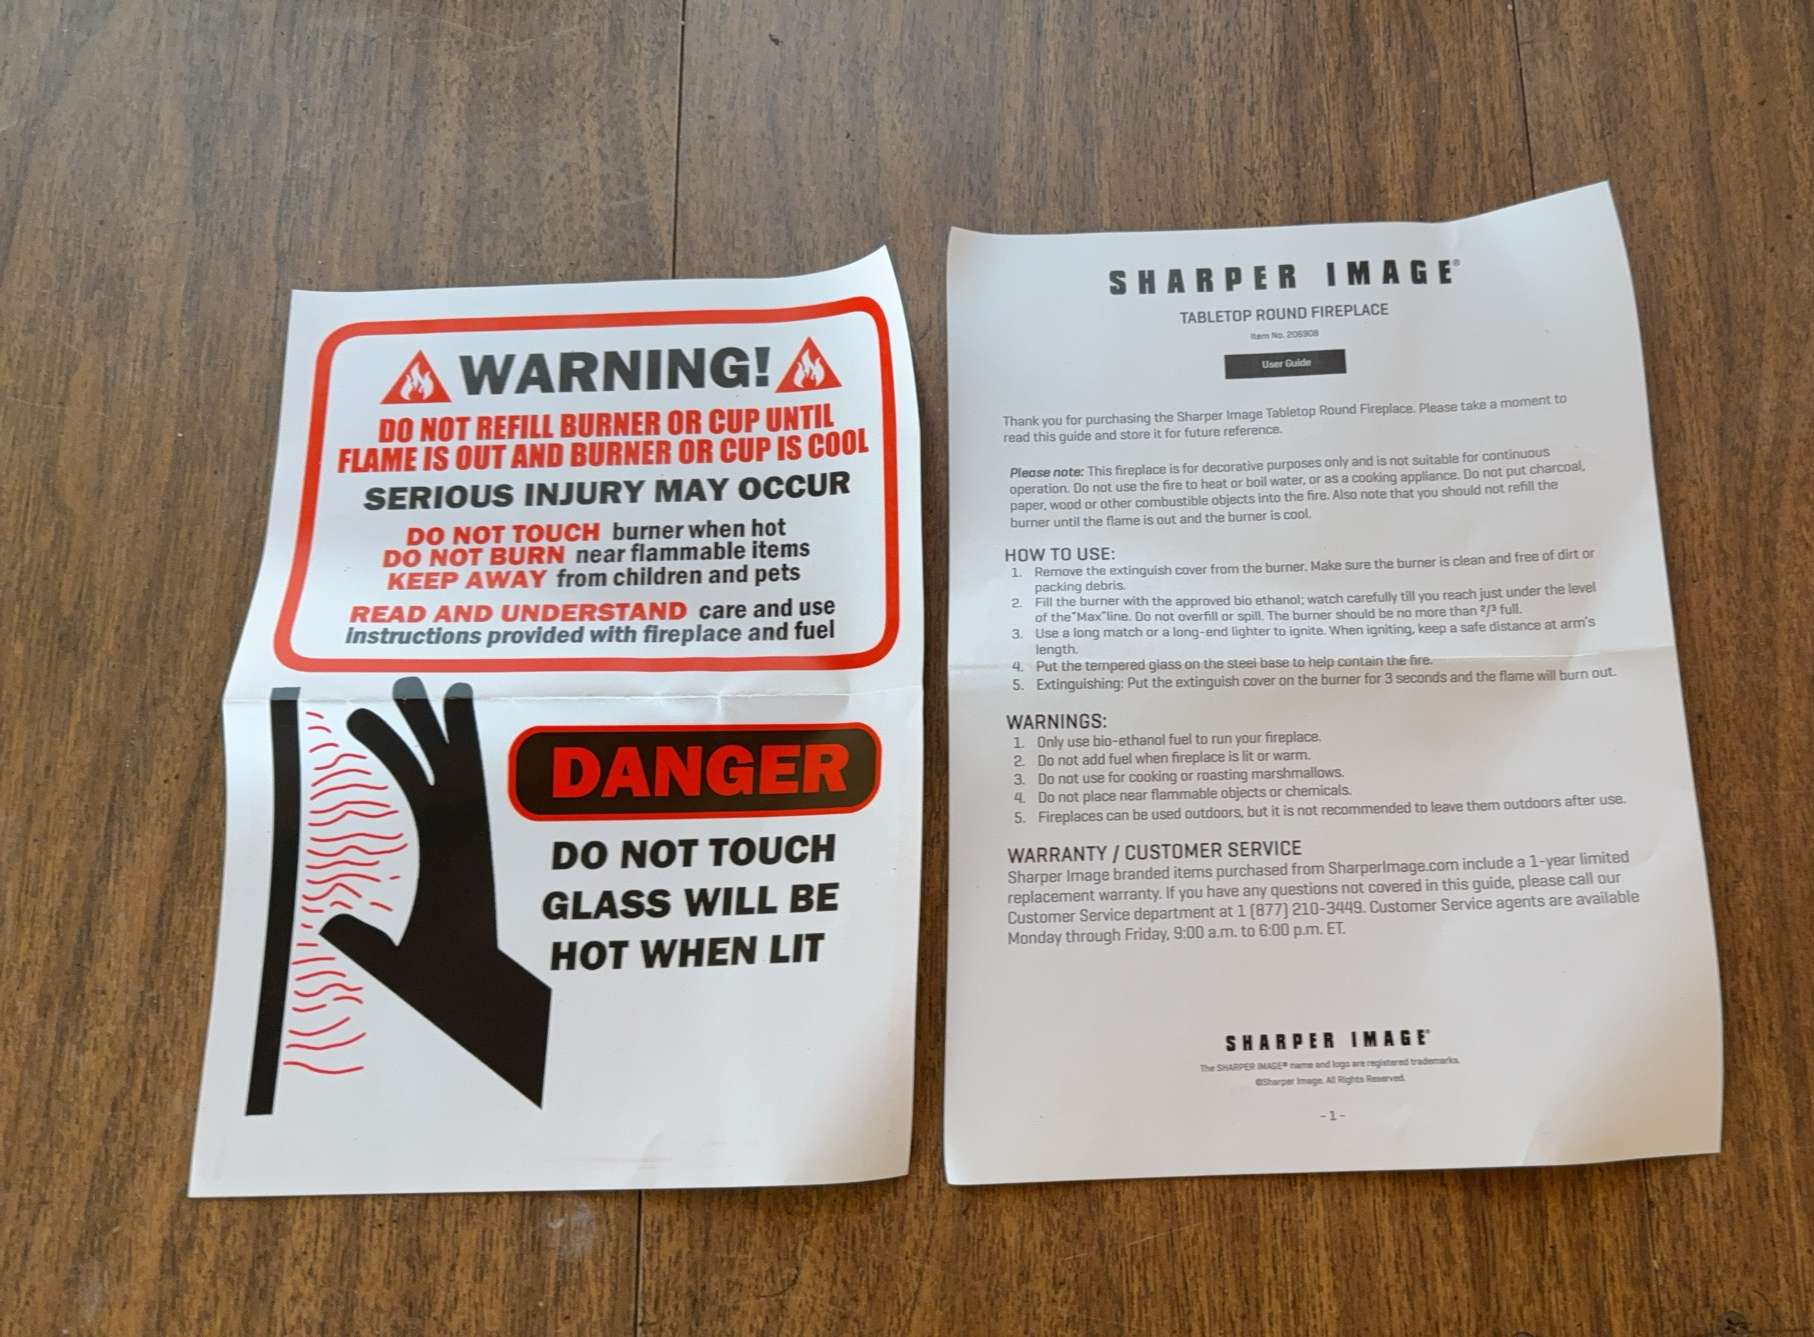 WARNING!
DO NOT REFILL BURNER OR CUP UNTIL
FLAME IS OUT AND BURNER OR CUP IS COOL
SERIOUS INJURY MAY OCCUR
DO NOT TOUCH burner when hot
DO NOT BURN near flammable items
KEEP AWAY from children and pets
READ AND UNDERSTAND care and use
instructions provided with fireplace and fuel
DANGER
DO NOT TOUCH
GLASS WILL BE
HOT WHEN LIT
SHARPER IMAGE®
TABLETOP ROUND FIREPLACE
Item No. 206908
User Guide
Thank you for purchasing the Sharper Image Tabletop Round Fireplace. Please take a moment to
read this guide and store it for future reference.
Please note: This fireplace is for decorative purposes only and is not suitable for continuous
operation. Do not use the fire to heat or boil water, or as a cooking appliance. Do not put charcoal,
paper, wood or other combustible objects into the fire. Also note that you should not refill the
burner until the flame is out and the burner is cool.
HOW TO USE:
1. Remove the extinguish cover from the burner. Make sure the burner is clean and free of dirt or
packing debris.
2. Fill the burner with the approved bio ethanol; watch carefully till you reach just under the level
of the"Max"line. Do not overfill or spill. The burner should be no more than ²/³ full.
3. Use a long match or a long-end lighter to ignite. When igniting, keep a safe distance at arm's
length.
4. Put the tempered glass on the steel base to help contain the fire.
5. Extinguishing: Put the extinguish cover on the burner for 3 seconds and the flame will burn out.
WARNINGS:
1. Only use bio-ethanol fuel to run your fireplace.
2. Do not add fuel when fireplace is lit or warm.
3. Do not use for cooking or roasting marshmallows.
4. Do not place near flammable objects or chemicals.
5. Fireplaces can be used outdoors, but it is not recommended to leave them outdoors after use.
WARRANTY / CUSTOMER SERVICE
Sharper Image branded items purchased from SharperImage.com include a 1-year limited
replacement warranty. If you have any questions not covered in this guide, please call our
Customer Service department at 1 (877) 210-3449. Customer Service agents are available
Monday through Friday, 9:00 a.m. to 6:00 p.m. ET.
SHARPER IMAGE®
The SHARPER IMAGE® name and logo are registered trademarks.
©Sharper Image. All Rights Reserved.
- 1 -